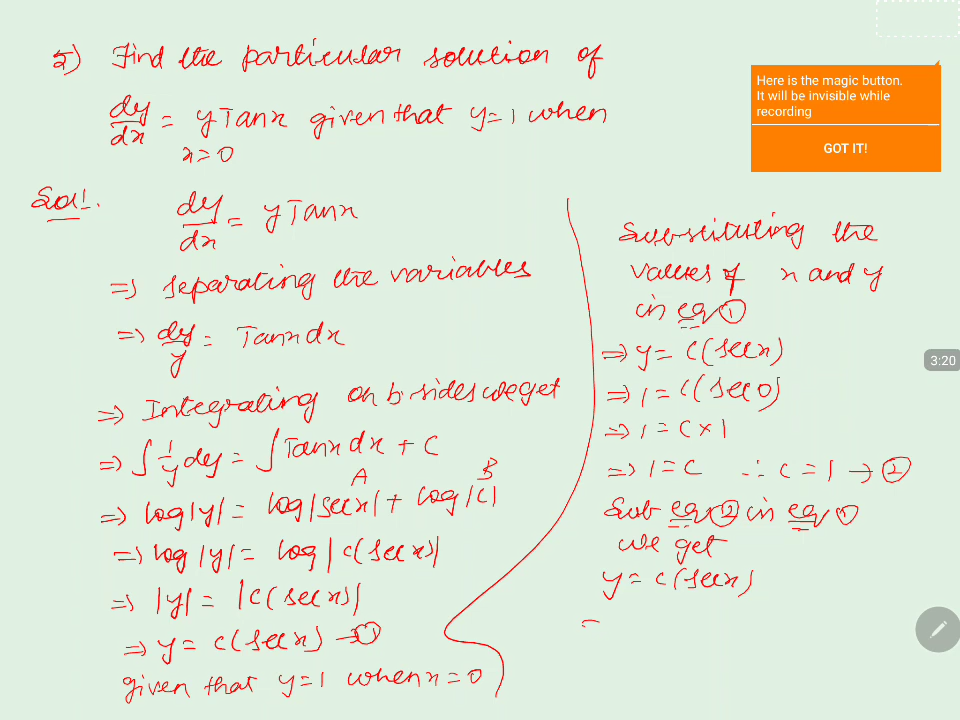 5) Find the particular solution of
dy/dx = y Tanx given that y=1 when
x=0
Sol:.
dy/dx = y Tanx
=> separating the variables
=> dy/y = Tanx dx
=> Integrating on b.sides we get
=> ∫ 1/y dy = ∫ Tanx dx + C
A B
=> log|y| = log|secx| + log|c|
=> log|y| = log|c(secx)|
=> |y| = |c(secx)|
=> y = c(secx) → ①
given that y=1 when x=0
Substituting the
values of x and y
in eq ①
=> y = c(secx)
=> 1 = c(sec0)
=> 1 = c×1
=> 1 = c ∴ c = 1 → ②
Sub eq ② in eq ①
we get
y = c(secx)
=
Here is the magic button.
It will be invisible while
recording
GOT IT!
3:20